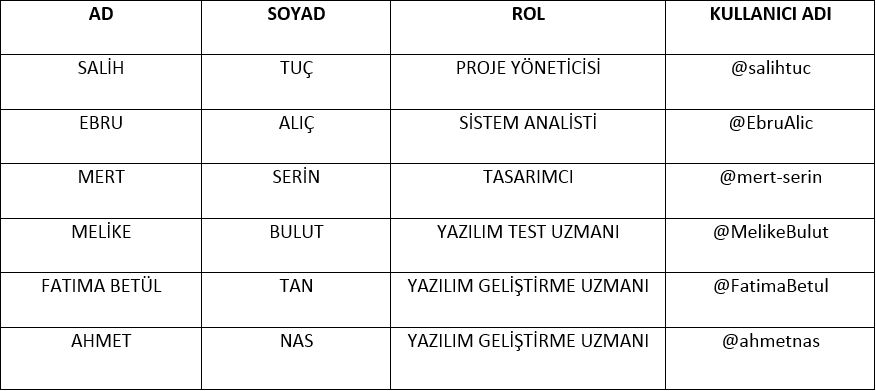 AD SOYAD ROL KULLANICI ADI
SALİH TUÇ PROJE YÖNETİCİSİ @salihtuc
EBRU ALIÇ SİSTEM ANALİSTİ @EbruAlic
MERT SERİN TASARIMCI @mert-serin
MELİKE BULUT YAZILIM TEST UZMANI @MelikeBulut
FATIMA BETÜL TAN YAZILIM GELİŞTİRME UZMANI @FatimaBetul
AHMET NAS YAZILIM GELİŞTİRME UZMANI @ahmetnas